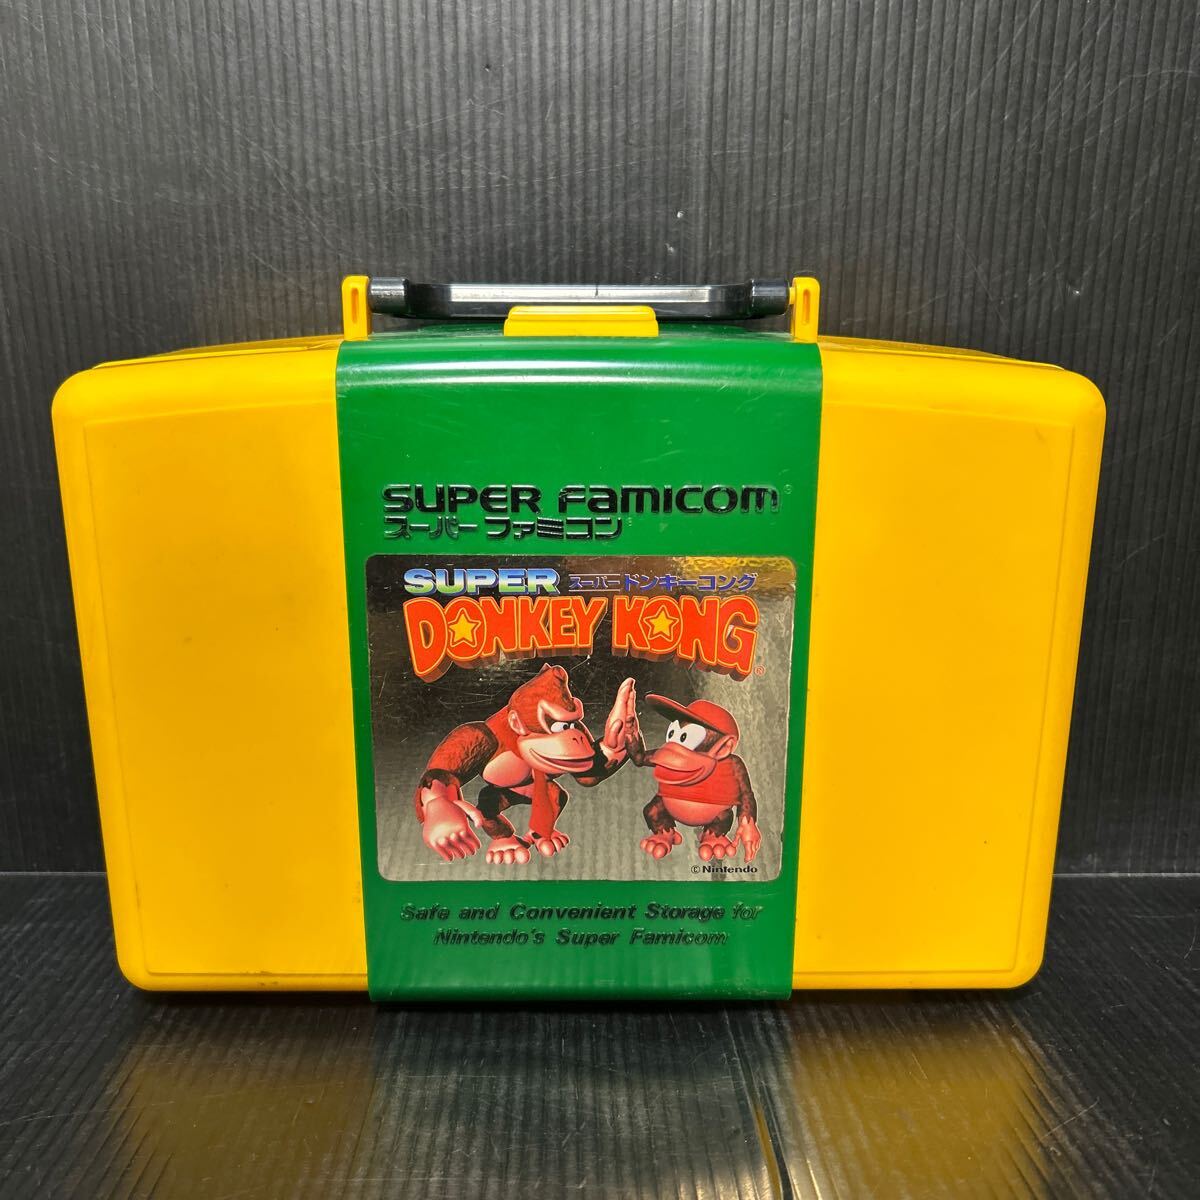 SUPER FAMICOM®
スーパーファミコン®
SUPER スーパードンキーコング
DONKEY KONG®
©Nintendo
Safe and Convenient Storage for
Nintendo's Super Famicom